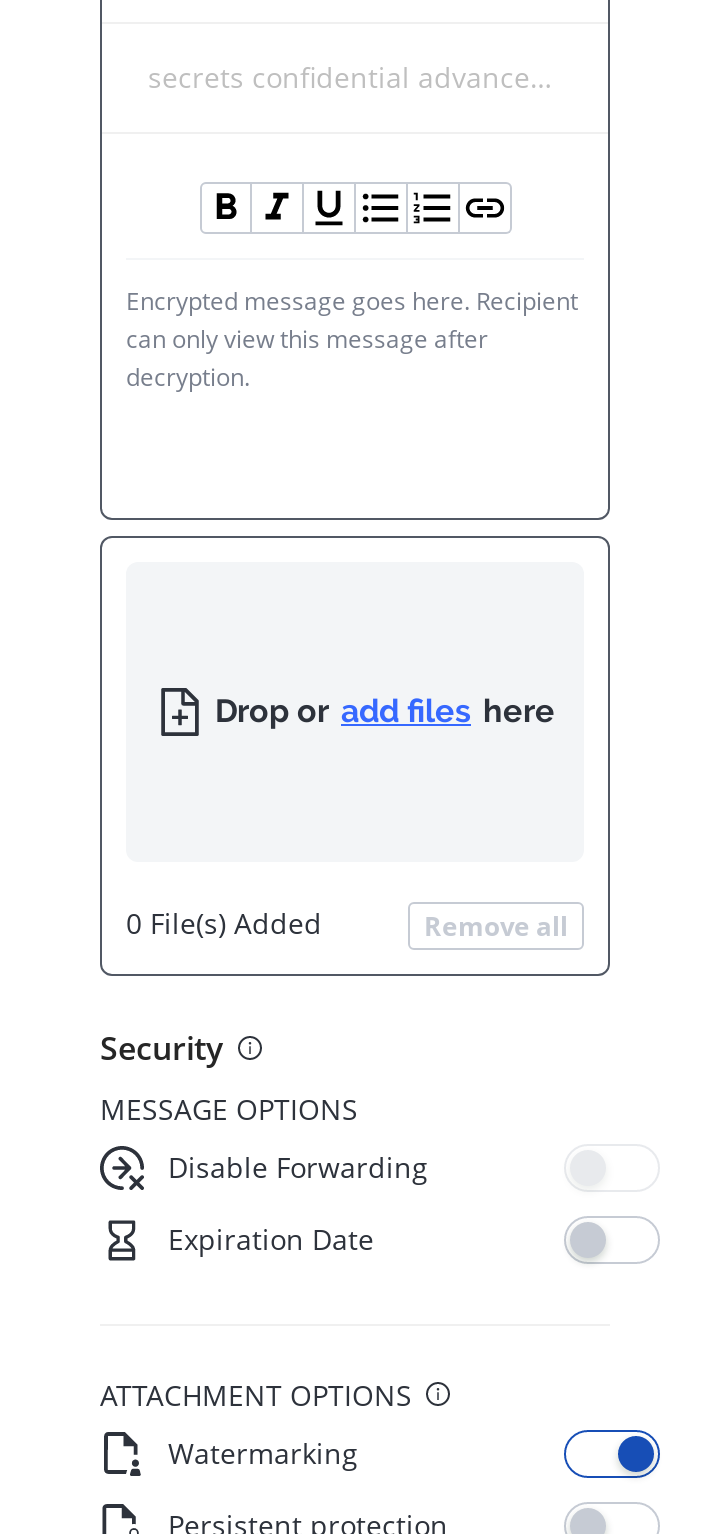 secrets confidential advance...
Encrypted message goes here. Recipient
can only view this message after
decryption.
Drop or add files here
0 File(s) Added
Remove all
Security
MESSAGE OPTIONS
Disable Forwarding
Expiration Date
ATTACHMENT OPTIONS
Watermarking
Persistent protection